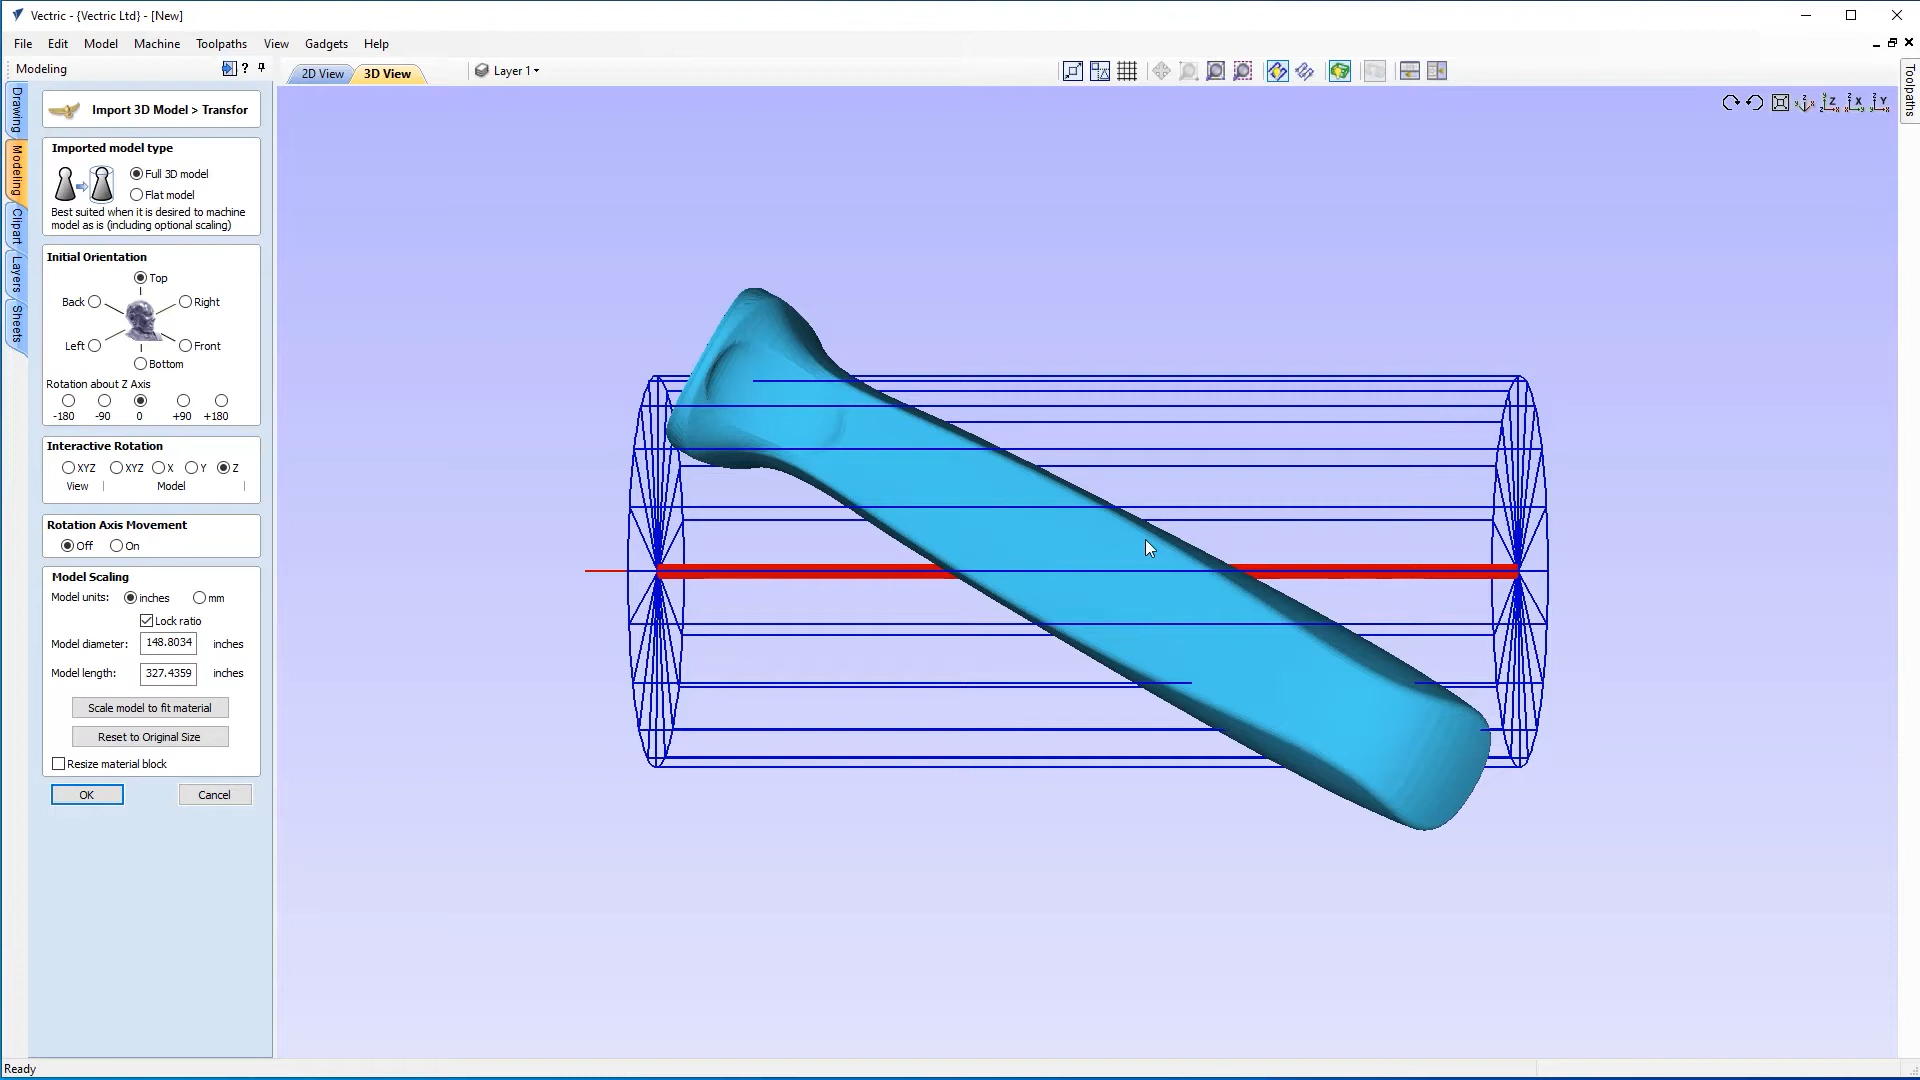 Vectric - {Vectric Ltd} - [New]
File Edit Model Machine Toolpaths View Gadgets Help
Modeling
?
2D View
3D View
Layer 1
Toolpaths
Drawing
Modeling
Clipart
Layers
Sheets
Import 3D Model > Transfor
Imported model type
Full 3D model
Flat model
Best suited when it is desired to machine
model as is (including optional scaling)
Initial Orientation
Top
Back Right
Left Front
Bottom
Rotation about Z Axis
-180 -90 0 +90 +180
Interactive Rotation
XYZ XYZ X Y Z
View | Model |
Rotation Axis Movement
Off On
Model Scaling
Model units: inches mm
Lock ratio
Model diameter: 148.8034 inches
Model length: 327.4359 inches
Scale model to fit material
Reset to Original Size
Resize material block
OK Cancel
Ready